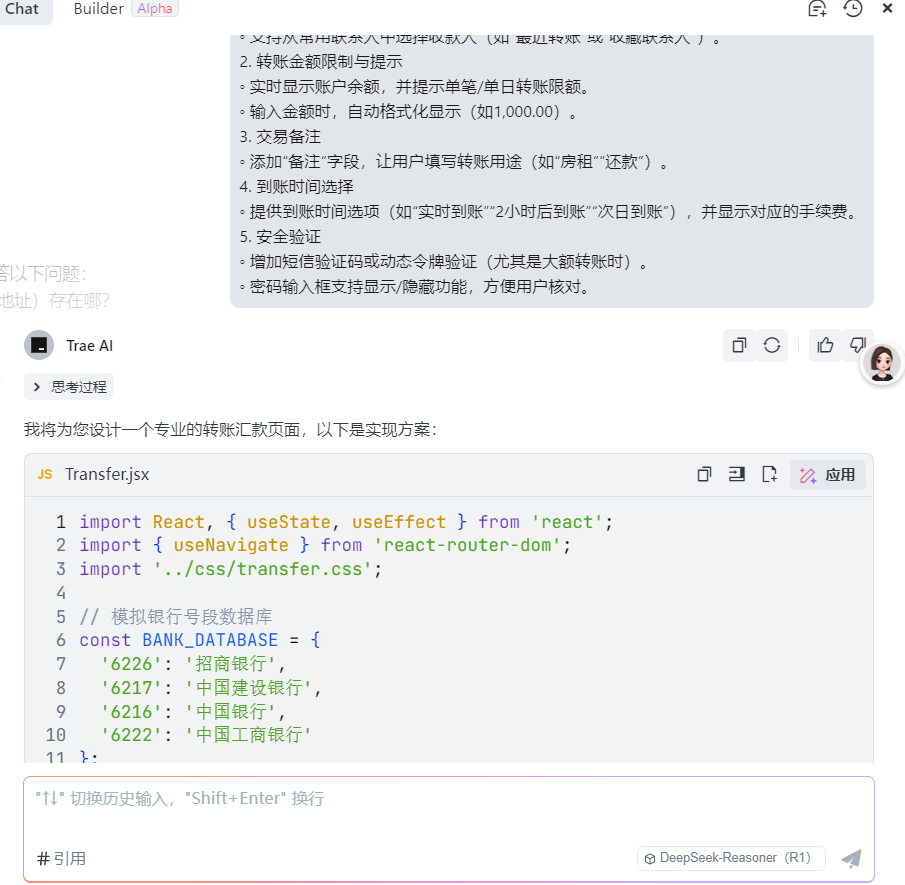 Chat Builder Alpha
◦ 支持从常用联系人中选择收款人（如“最近转账”或“收藏联系人”）。
2. 转账金额限制与提示
◦ 实时显示账户余额，并提示单笔/单日转账限额。
◦ 输入金额时，自动格式化显示（如1,000.00）。
3. 交易备注
◦ 添加“备注”字段，让用户填写转账用途（如“房租”“还款”）。
4. 到账时间选择
◦ 提供到账时间选项（如“实时到账”“2小时后到账”“次日到账”），并显示对应的手续费。
5. 安全验证
◦ 增加短信验证码或动态令牌验证（尤其是大额转账时）。
◦ 密码输入框支持显示/隐藏功能，方便用户核对。
答以下问题：
地址）存在哪？
Trae AI
思考过程
我将为您设计一个专业的转账汇款页面，以下是实现方案：
JS Transfer.jsx 应用
1 import React, { useState, useEffect } from 'react';
2 import { useNavigate } from 'react-router-dom';
3 import '../css/transfer.css';
4
5 // 模拟银行号段数据库
6 const BANK_DATABASE = {
7 '6226': '招商银行',
8 '6217': '中国建设银行',
9 '6216': '中国银行',
10 '6222': '中国工商银行'
11 };
"↑↓" 切换历史输入，"Shift+Enter" 换行
# 引用 DeepSeek-Reasoner（R1）